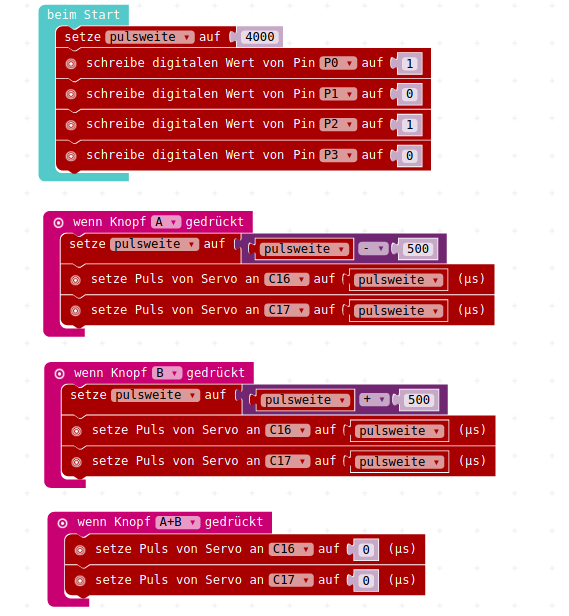 beim Start
setze pulsweite auf 4000
schreibe digitalen Wert von Pin P0 auf 1
schreibe digitalen Wert von Pin P1 auf 0
schreibe digitalen Wert von Pin P2 auf 1
schreibe digitalen Wert von Pin P3 auf 0
wenn Knopf A gedrückt
setze pulsweite auf pulsweite - 500
setze Puls von Servo an C16 auf pulsweite (µs)
setze Puls von Servo an C17 auf pulsweite (µs)
wenn Knopf B gedrückt
setze pulsweite auf pulsweite + 500
setze Puls von Servo an C16 auf pulsweite (µs)
setze Puls von Servo an C17 auf pulsweite (µs)
wenn Knopf A+B gedrückt
setze Puls von Servo an C16 auf 0 (µs)
setze Puls von Servo an C17 auf 0 (µs)